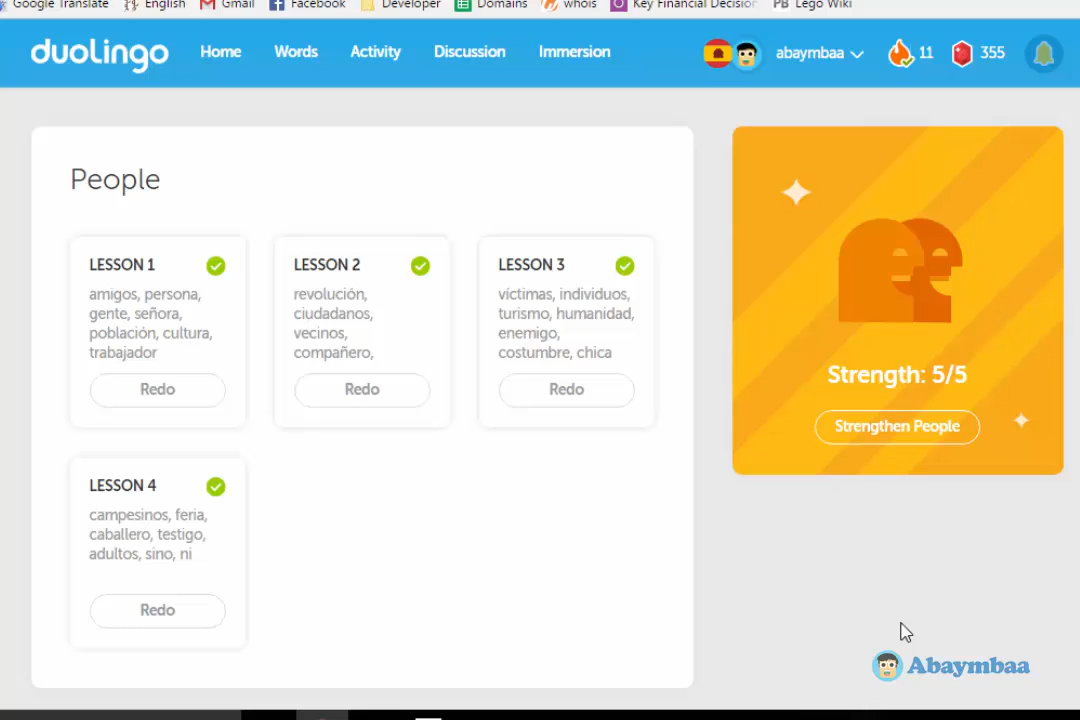 Google Translate English Gmail Facebook Developer Domains whois Key Financial Decision PB Lego Wiki
duolingo Home Words Activity Discussion Immersion abaymbaa 11 355
People
LESSON 1
amigos, persona,
gente, señora,
población, cultura,
trabajador
Redo
LESSON 2
revolución,
ciudadanos,
vecinos,
compañero,
Redo
LESSON 3
víctimas, individuos,
turismo, humanidad,
enemigo,
costumbre, chica
Redo
LESSON 4
campesinos, feria,
caballero, testigo,
adultos, sino, ni
Redo
Strength: 5/5
Strengthen People
Abaymbaa